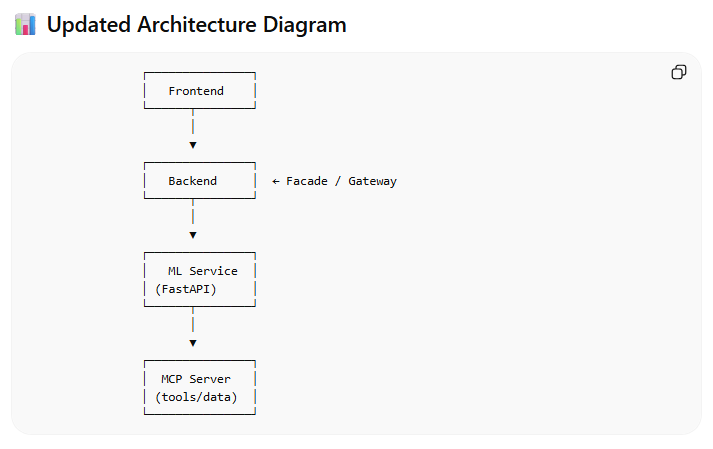 Updated Architecture Diagram
Frontend
Backend ← Facade / Gateway
ML Service
(FastAPI)
MCP Server
(tools/data)